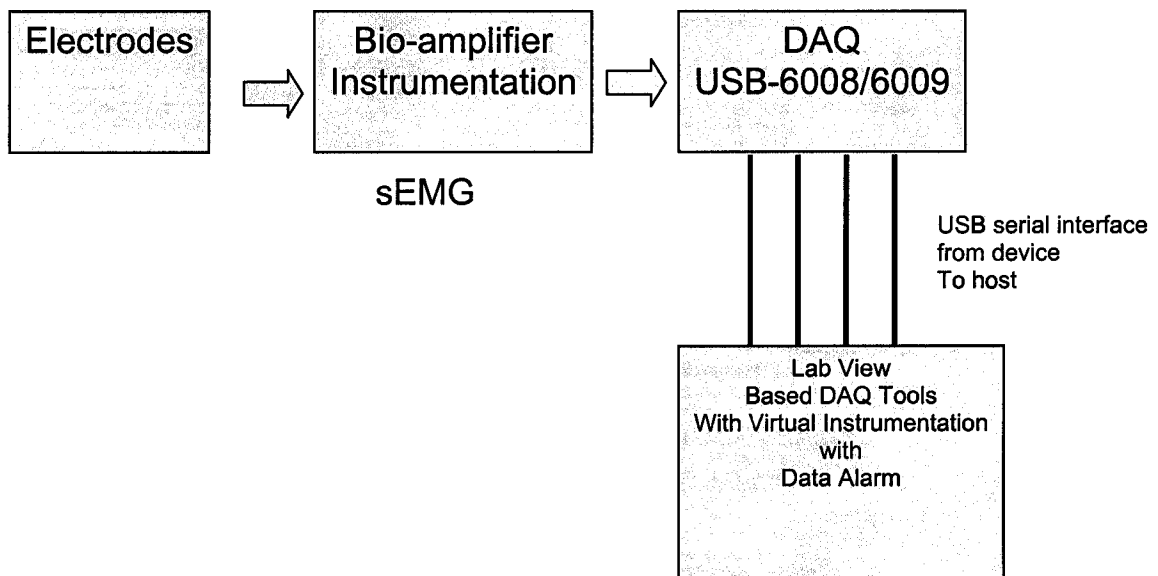 Electrodes
Bio-amplifier
Instrumentation
DAQ
USB-6008/6009
sEMG
USB serial interface
from device
To host
Lab View
Based DAQ Tools
With Virtual Instrumentation
with
Data Alarm